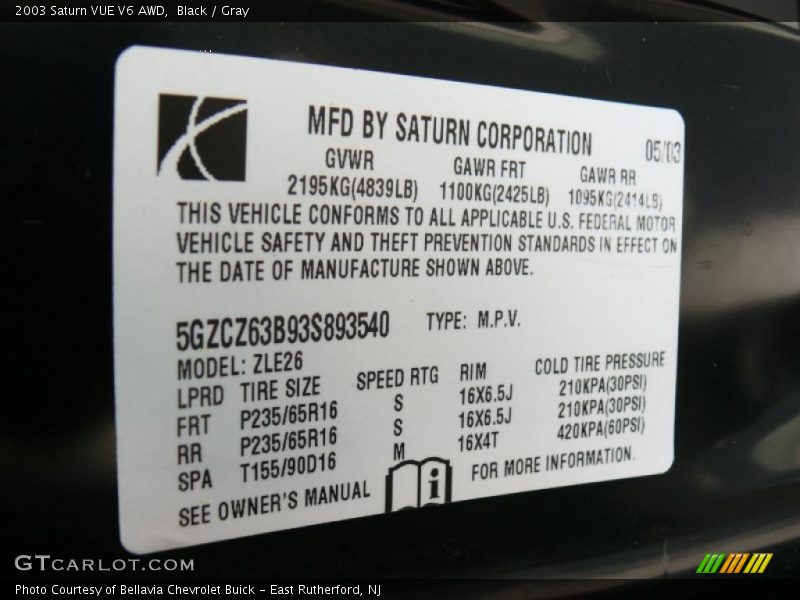 2003 Saturn VUE V6 AWD, Black / Gray
MFD BY SATURN CORPORATION 05/03
GVWR GAWR FRT GAWR RR
2195KG(4839LB) 1100KG(2425LB) 1095KG(2414LB)
THIS VEHICLE CONFORMS TO ALL APPLICABLE U.S. FEDERAL MOTOR
VEHICLE SAFETY AND THEFT PREVENTION STANDARDS IN EFFECT ON
THE DATE OF MANUFACTURE SHOWN ABOVE.
5GZCZ63B93S893540 TYPE: M.P.V.
MODEL: ZLE26
LPRD TIRE SIZE SPEED RTG RIM COLD TIRE PRESSURE
FRT P235/65R16 S 16X6.5J 210KPA(30PSI)
RR P235/65R16 S 16X6.5J 210KPA(30PSI)
SPA T155/90D16 M 16X4T 420KPA(60PSI)
SEE OWNER'S MANUAL i FOR MORE INFORMATION.
GTCARLOT.COM
Photo Courtesy of Bellavia Chevrolet Buick - East Rutherford, NJ